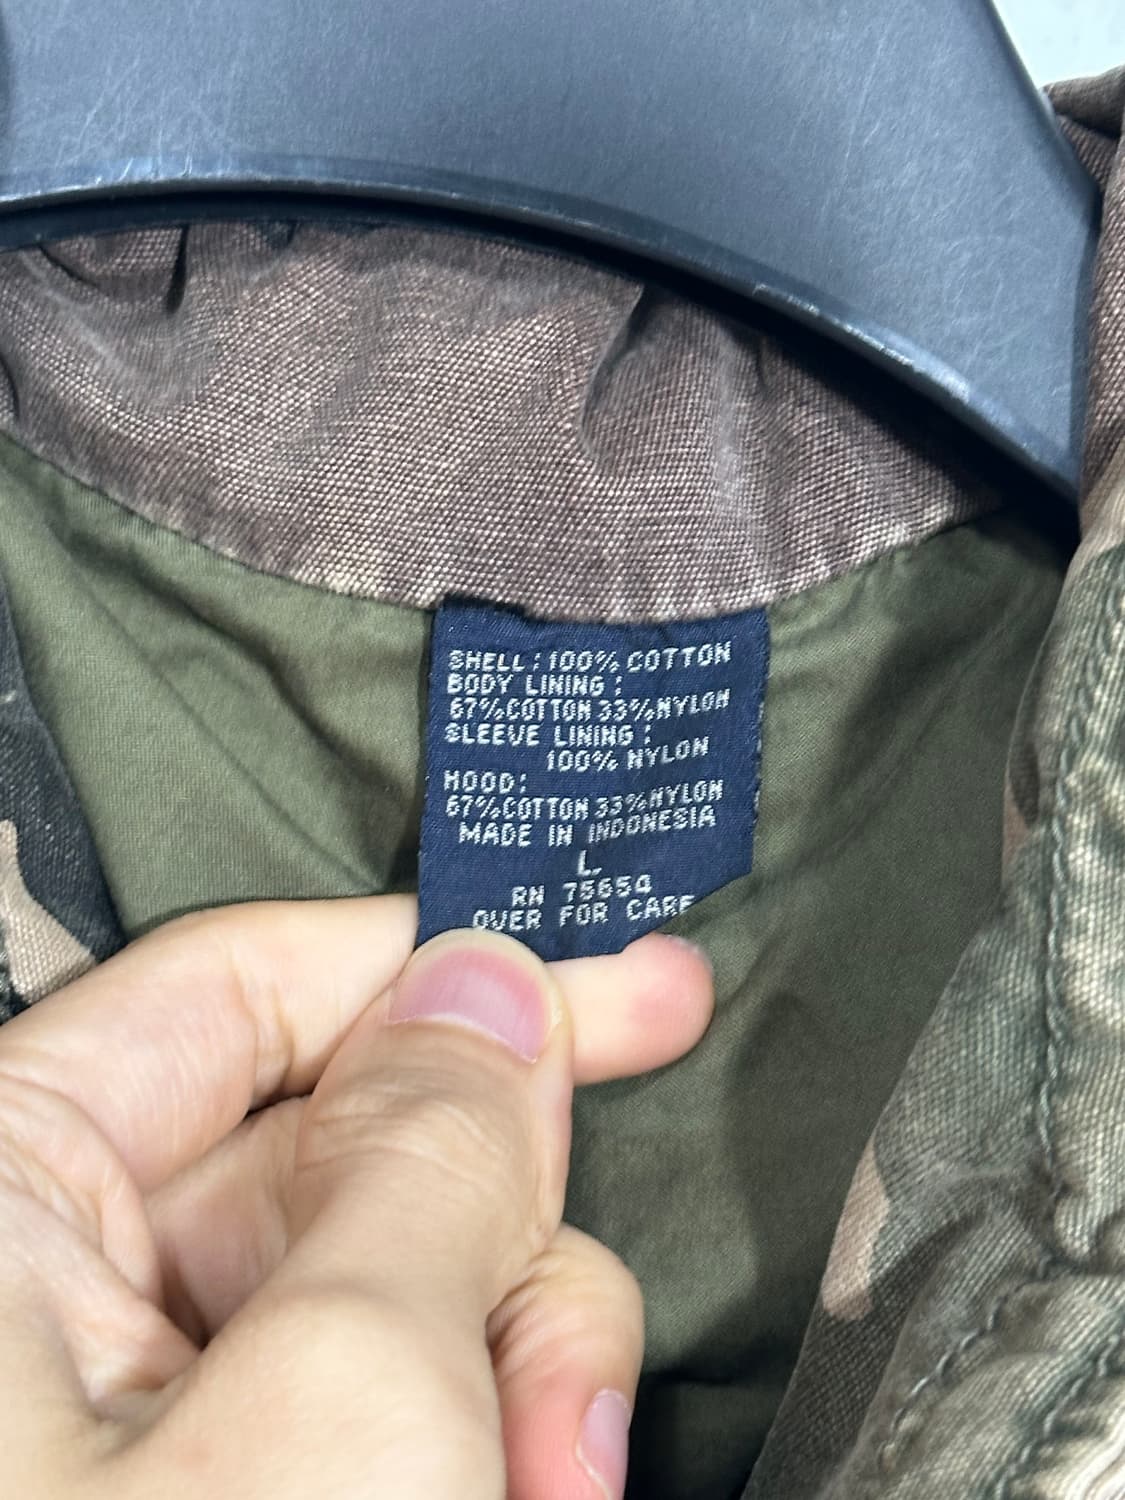 SHELL: 100% COTTON
BODY LINING:
67%COTTON 33%NYLON
SLEEVE LINING:
100% NYLON
HOOD:
67%COTTON 33%NYLON
MADE IN INDONESIA
L
RN 75654
OVER FOR CARE